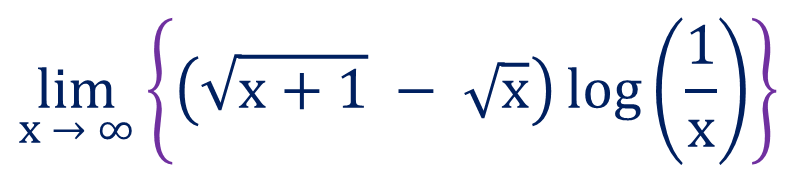 lim x → ∞ {(√x + 1 − √x) log(1/x)}